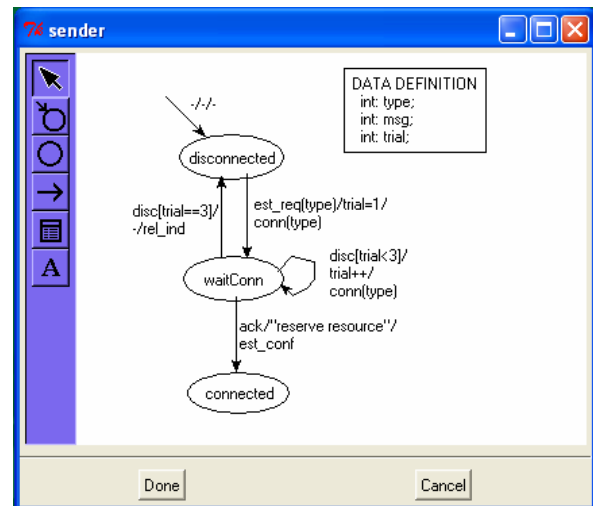 sender
DATA DEFINITION
int: type;
int: msg;
int: trial;
-/-/-
disconnected
disc[trial==3]/
-/rel_ind
est_req(type)/trial=1/
conn(type)
waitConn
disc[trial<3]/
trial++/
conn(type)
ack/"reserve resource"/
est_conf
connected
A
Done
Cancel